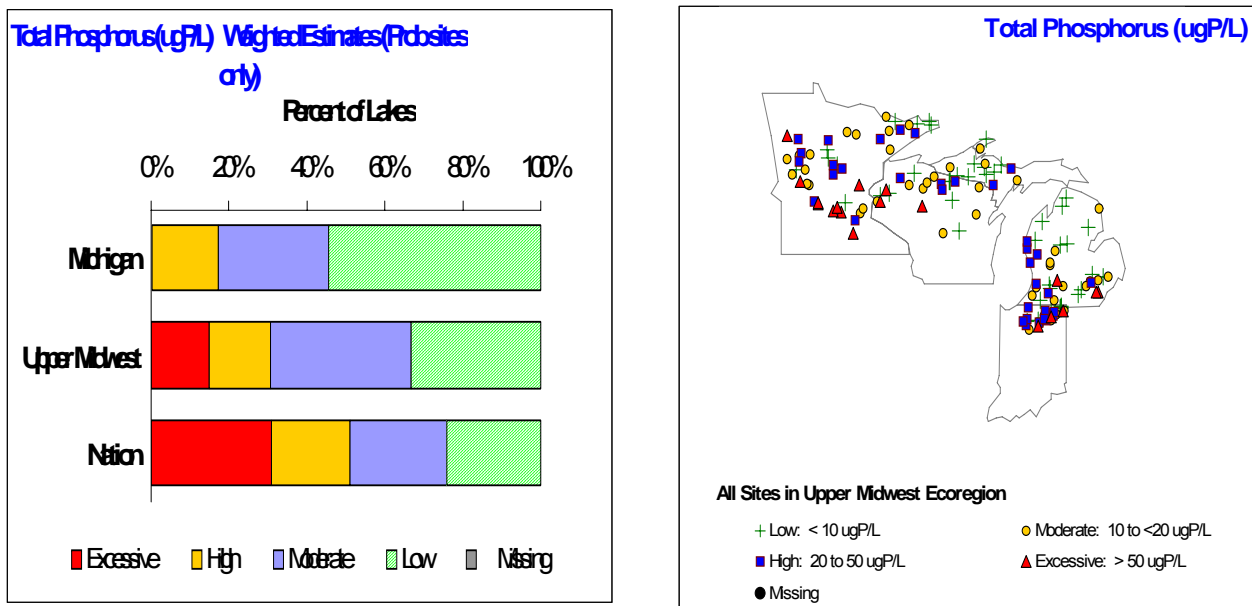 Total Phosphorus (ugP/L) Weighted Estimates (Prob sites
only)
Percent of Lakes
0% 20% 40% 60% 80% 100%
Michigan
Upper Midwest
Nation
Excessive High Moderate Low Missing
Total Phosphorus (ugP/L)
All Sites in Upper Midwest Ecoregion
Low: < 10 ugP/L Moderate: 10 to <20 ugP/L
High: 20 to 50 ugP/L Excessive: > 50 ugP/L
Missing